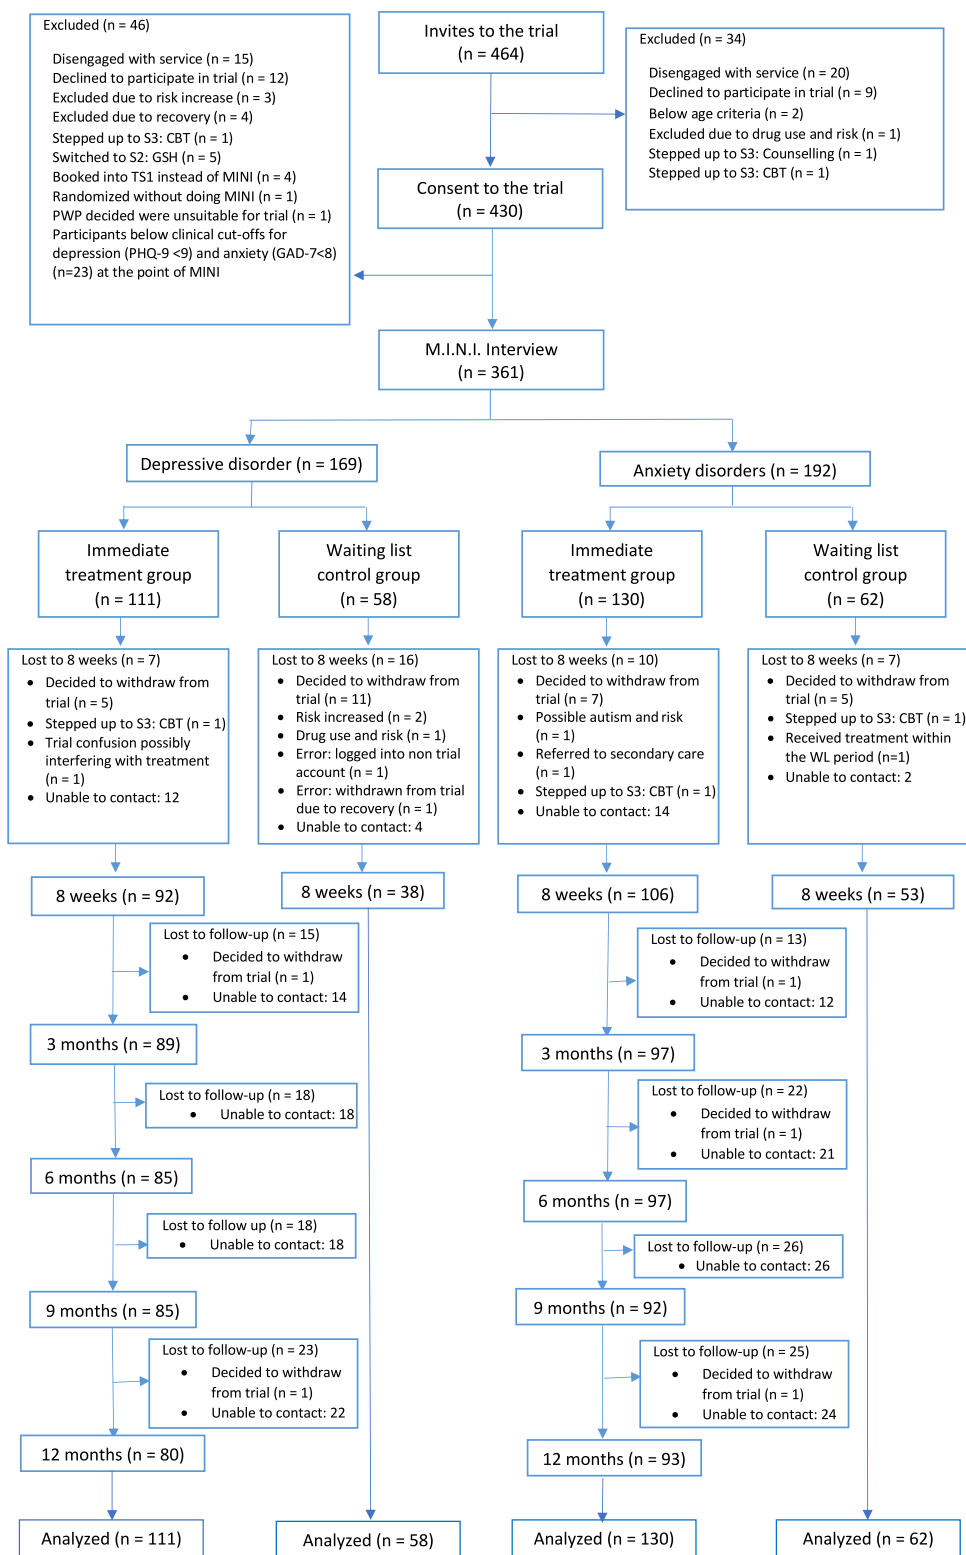 Invites to the trial
(n = 464)
Excluded (n = 46)
Disengaged with service (n = 15)
Declined to participate in trial (n = 12)
Excluded due to risk increase (n = 3)
Excluded due to recovery (n = 4)
Stepped up to S3: CBT (n = 1)
Switched to S2: GSH (n = 5)
Booked into TS1 instead of MINI (n = 4)
Randomized without doing MINI (n = 1)
PWP decided were unsuitable for trial (n = 1)
Participants below clinical cut-offs for
depression (PHQ-9 <9) and anxiety (GAD-7<8)
(n=23) at the point of MINI
Excluded (n = 34)
Disengaged with service (n = 20)
Declined to participate in trial (n = 9)
Below age criteria (n = 2)
Excluded due to drug use and risk (n = 1)
Stepped up to S3: Counselling (n = 1)
Stepped up to S3: CBT (n = 1)
Consent to the trial
(n = 430)
M.I.N.I. Interview
(n = 361)
Depressive disorder (n = 169)
Anxiety disorders (n = 192)
Immediate
treatment group
(n = 111)
Waiting list
control group
(n = 58)
Immediate
treatment group
(n = 130)
Waiting list
control group
(n = 62)
Lost to 8 weeks (n = 7)
• Decided to withdraw from
trial (n = 5)
• Stepped up to S3: CBT (n = 1)
• Trial confusion possibly
interfering with treatment
(n = 1)
• Unable to contact: 12
Lost to 8 weeks (n = 16)
• Decided to withdraw from
trial (n = 11)
• Risk increased (n = 2)
• Drug use and risk (n = 1)
• Error: logged into non trial
account (n = 1)
• Error: withdrawn from trial
due to recovery (n = 1)
• Unable to contact: 4
Lost to 8 weeks (n = 10)
• Decided to withdraw from
trial (n = 7)
• Possible autism and risk
(n = 1)
• Referred to secondary care
(n = 1)
• Stepped up to S3: CBT (n = 1)
• Unable to contact: 14
Lost to 8 weeks (n = 7)
• Decided to withdraw from
trial (n = 5)
• Stepped up to S3: CBT (n = 1)
• Received treatment within
the WL period (n=1)
• Unable to contact: 2
8 weeks (n = 92)
8 weeks (n = 38)
8 weeks (n = 106)
8 weeks (n = 53)
Lost to follow-up (n = 15)
• Decided to withdraw
from trial (n = 1)
• Unable to contact: 14
Lost to follow-up (n = 13)
• Decided to withdraw
from trial (n = 1)
• Unable to contact: 12
3 months (n = 89)
3 months (n = 97)
Lost to follow-up (n = 18)
• Unable to contact: 18
Lost to follow-up (n = 22)
• Decided to withdraw
from trial (n = 1)
• Unable to contact: 21
6 months (n = 85)
6 months (n = 97)
Lost to follow up (n = 18)
• Unable to contact: 18
Lost to follow-up (n = 26)
• Unable to contact: 26
9 months (n = 85)
9 months (n = 92)
Lost to follow-up (n = 23)
• Decided to withdraw
from trial (n = 1)
• Unable to contact: 22
Lost to follow-up (n = 25)
• Decided to withdraw
from trial (n = 1)
• Unable to contact: 24
12 months (n = 80)
12 months (n = 93)
Analyzed (n = 111)
Analyzed (n = 58)
Analyzed (n = 130)
Analyzed (n = 62)